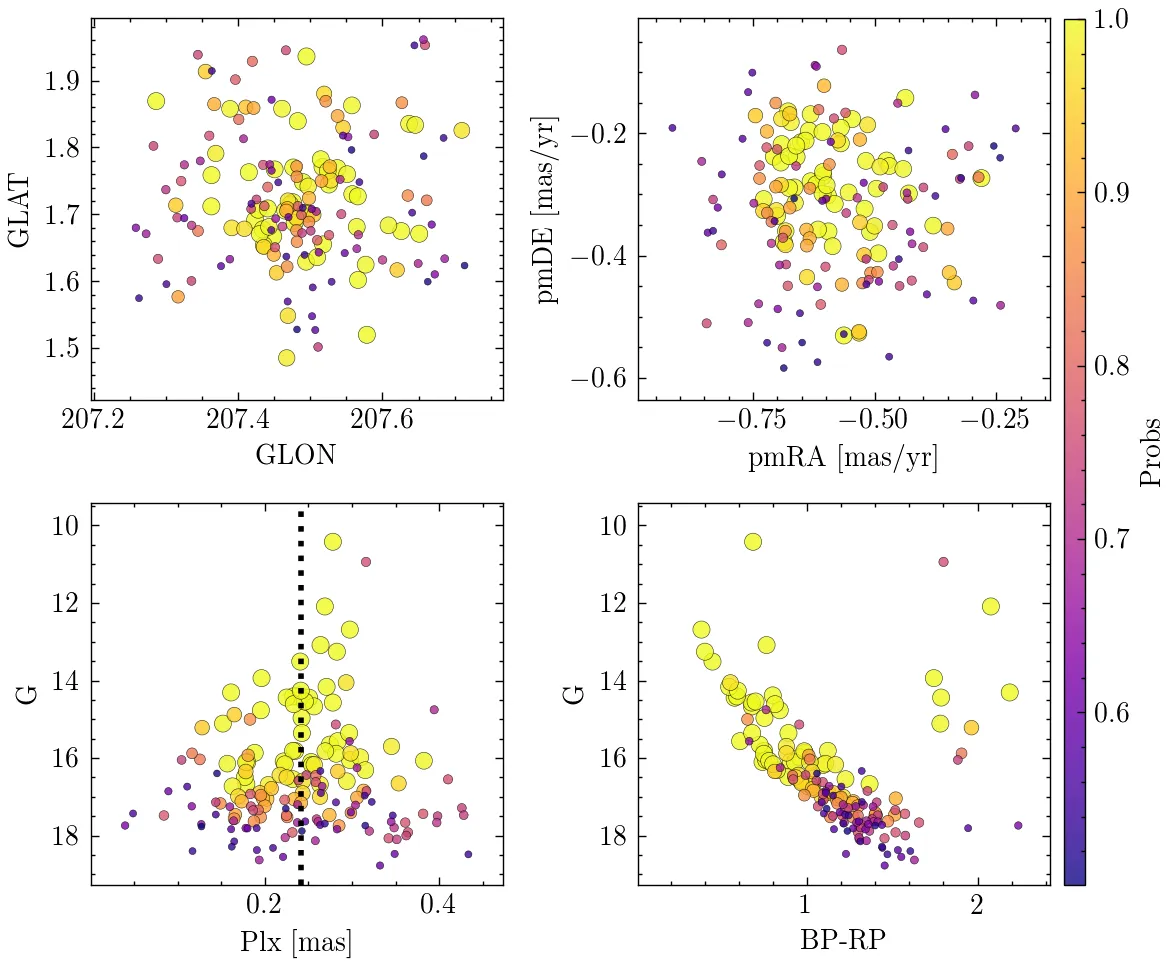 1.9
1.8
1.7
1.6
1.5
GLAT
207.2 207.4 207.6
GLON
−0.2
−0.4
−0.6
pmDE [mas/yr]
−0.75 −0.50 −0.25
pmRA [mas/yr]
1.0
0.9
0.8
0.7
0.6
Probs
10
12
14
16
18
G
0.2 0.4
Plx [mas]
10
12
14
16
18
G
1 2
BP-RP